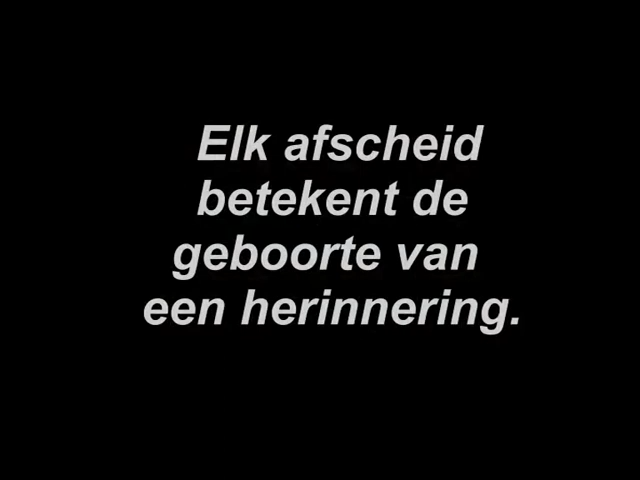 Elk afscheid
betekent de
geboorte van
een herinnering.